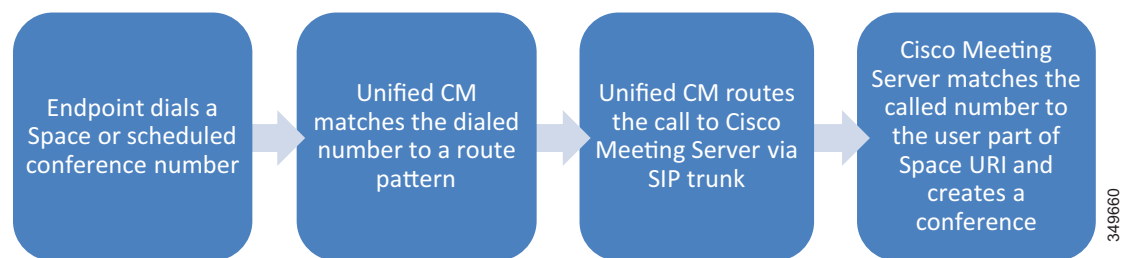 Endpoint dials a
Space or scheduled
conference number
Unified CM
matches the dialed
number to a route
pattern
Unified CM routes
the call to Cisco
Meeting Server via
SIP trunk
Cisco Meeting
Server matches the
called number to
the user part of
Space URI and
creates a
conference
349660